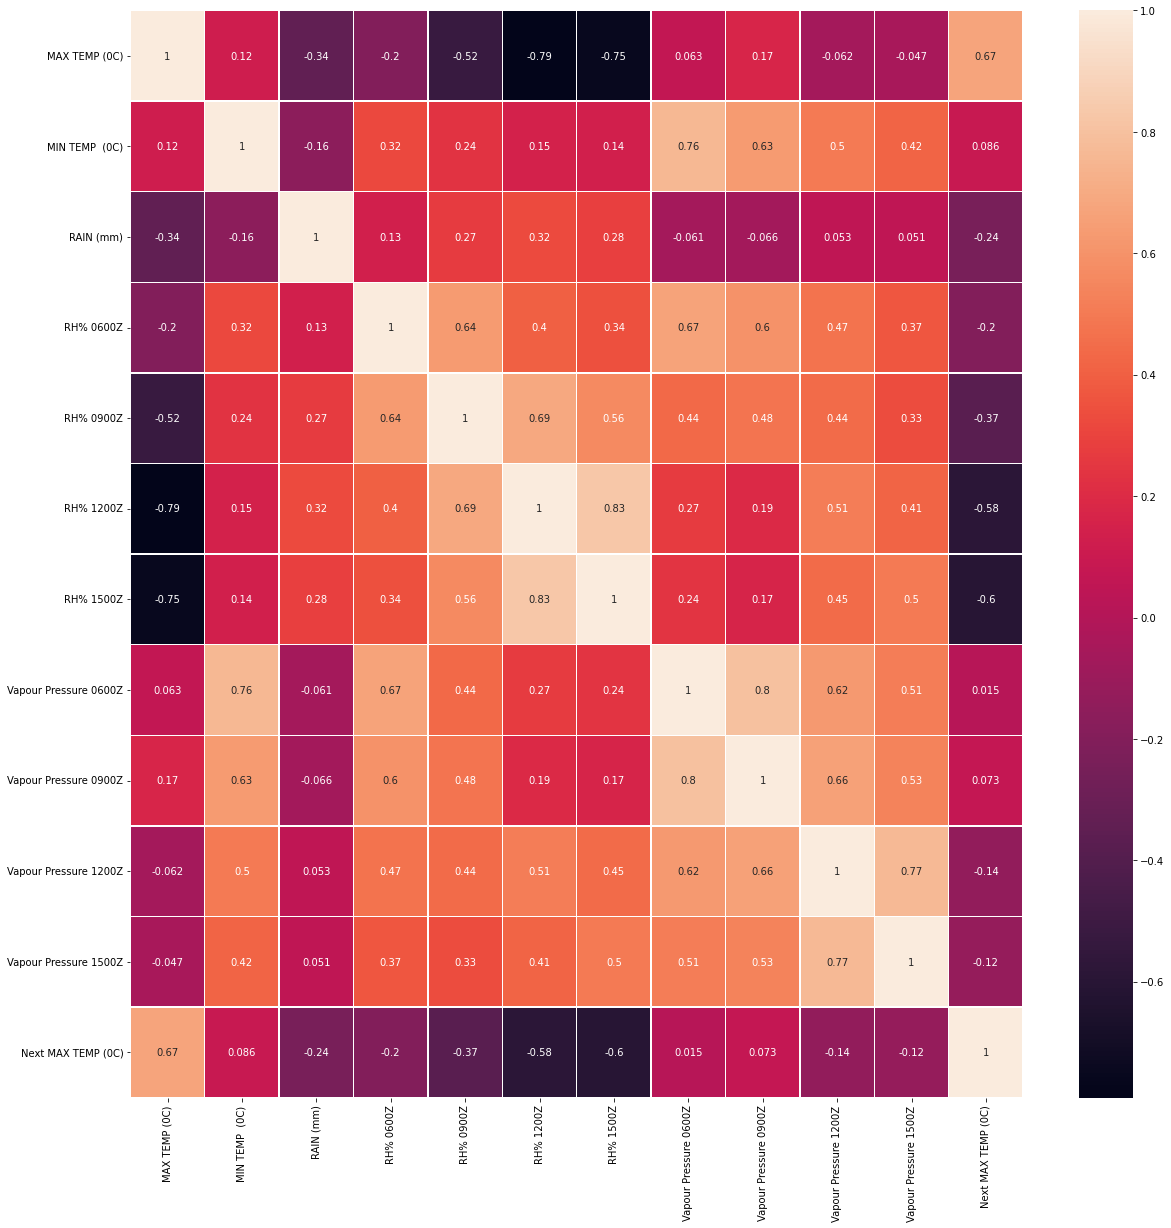 MAX TEMP (0C) 1 0.12 -0.34 -0.2 -0.52 -0.79 -0.75 0.063 0.17 -0.062 -0.047 0.67
MIN TEMP  (0C) 0.12 1 -0.16 0.32 0.24 0.15 0.14 0.76 0.63 0.5 0.42 0.086
RAIN (mm) -0.34 -0.16 1 0.13 0.27 0.32 0.28 -0.061 -0.066 0.053 0.051 -0.24
RH% 0600Z -0.2 0.32 0.13 1 0.64 0.4 0.34 0.67 0.6 0.47 0.37 -0.2
RH% 0900Z -0.52 0.24 0.27 0.64 1 0.69 0.56 0.44 0.48 0.44 0.33 -0.37
RH% 1200Z -0.79 0.15 0.32 0.4 0.69 1 0.83 0.27 0.19 0.51 0.41 -0.58
RH% 1500Z -0.75 0.14 0.28 0.34 0.56 0.83 1 0.24 0.17 0.45 0.5 -0.6
Vapour Pressure 0600Z 0.063 0.76 -0.061 0.67 0.44 0.27 0.24 1 0.8 0.62 0.51 0.015
Vapour Pressure 0900Z 0.17 0.63 -0.066 0.6 0.48 0.19 0.17 0.8 1 0.66 0.53 0.073
Vapour Pressure 1200Z -0.062 0.5 0.053 0.47 0.44 0.51 0.45 0.62 0.66 1 0.77 -0.14
Vapour Pressure 1500Z -0.047 0.42 0.051 0.37 0.33 0.41 0.5 0.51 0.53 0.77 1 -0.12
Next MAX TEMP (0C) 0.67 0.086 -0.24 -0.2 -0.37 -0.58 -0.6 0.015 0.073 -0.14 -0.12 1
MAX TEMP (0C)
MIN TEMP  (0C)
RAIN (mm)
RH% 0600Z
RH% 0900Z
RH% 1200Z
RH% 1500Z
Vapour Pressure 0600Z
Vapour Pressure 0900Z
Vapour Pressure 1200Z
Vapour Pressure 1500Z
Next MAX TEMP (0C)
1.0
0.8
0.6
0.4
0.2
0.0
−0.2
−0.4
−0.6